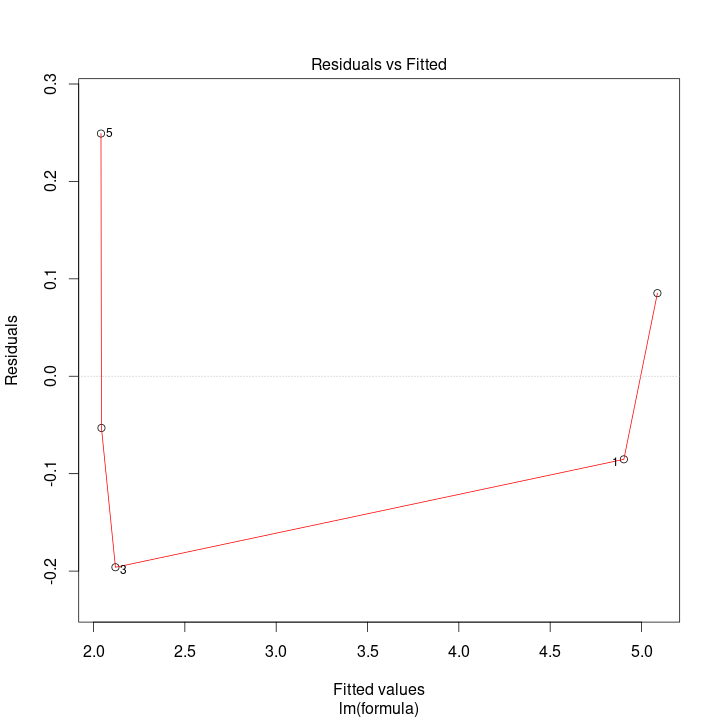 Residuals vs Fitted
0.3
0.2
0.1
0.0
-0.1
-0.2
Residuals
5
3
1
2.0 2.5 3.0 3.5 4.0 4.5 5.0
Fitted values
lm(formula)